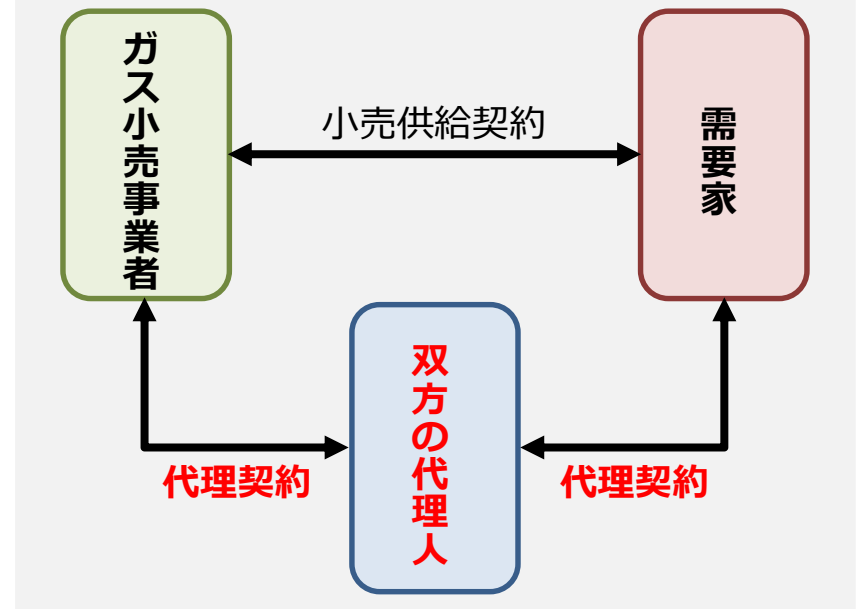 ガス小売事業者
小売供給契約
需要家
双方の代理人
代理契約
代理契約